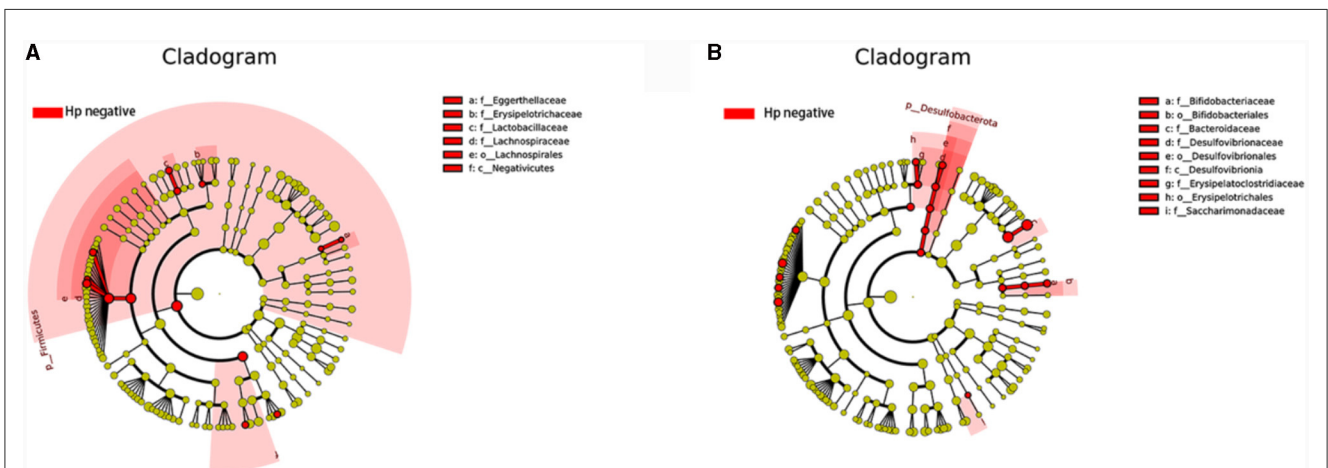 A
Cladogram
Hp negative
a: f__Eggerthellaceae
b: f__Erysipelotrichaceae
c: f__Lactobacillaceae
d: f__Lachnospiraceae
e: o__Lachnospirales
f: c__Negativicutes
c
b
a
e
d
p__Firmicutes
B
Cladogram
Hp negative
a: f__Bifidobacteriaceae
b: o__Bifidobacteriales
c: f__Bacteroidaceae
d: f__Desulfovibrionaceae
e: o__Desulfovibrionales
f: c__Desulfovibrionia
g: f__Erysipelatoclostridiaceae
h: o__Erysipelotrichales
i: f__Saccharimonadaceae
p__Desulfobacterota
f
h
e
g
d
c
a
b
i